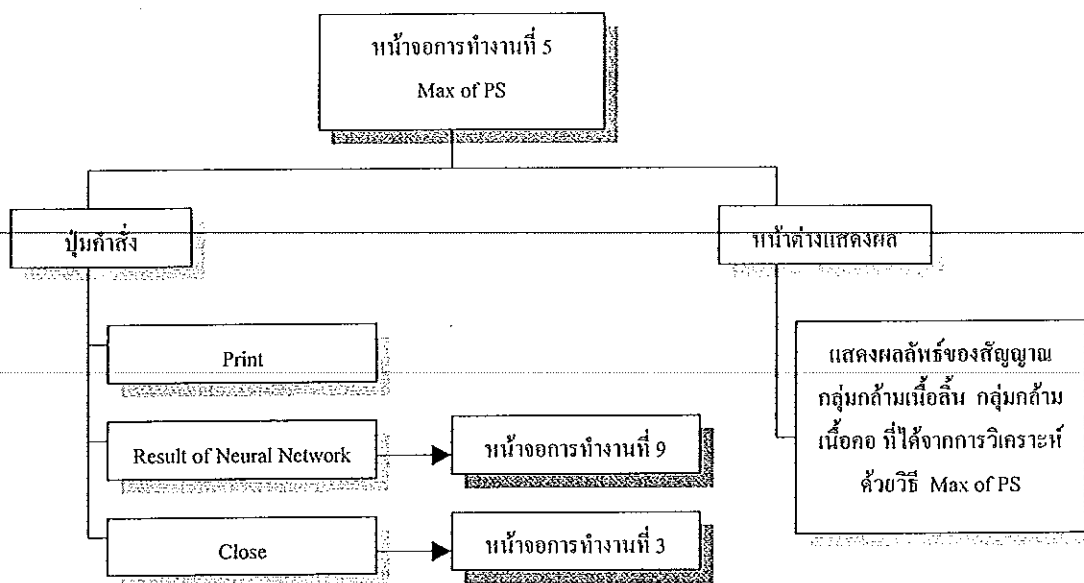 หน้าจอการทำงานที่ 5
Max of PS
ปุ่มคำสั่ง
หน้าต่างแสดงผล
Print
Result of Neural Network
หน้าจอการทำงานที่ 9
Close
หน้าจอการทำงานที่ 3
แสดงผลลัพธ์ของสัญญาณ
กลุ่มกล้ามเนื้อลิ้น กลุ่มกล้าม
เนื้อคอ ที่ได้จากการวิเคราะห์
ด้วยวิธี Max of PS